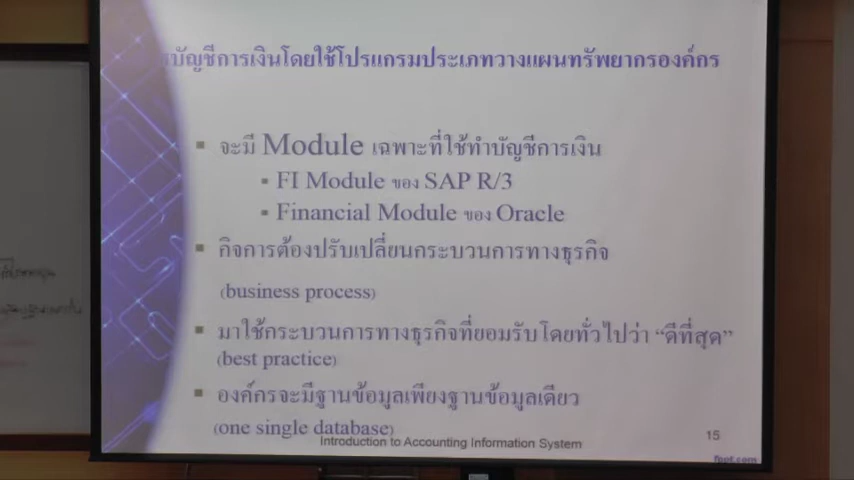 บัญชีการเงินโดยใช้โปรแกรมประเภทวางแผนทรัพยากรองค์กร
จะมี Module เฉพาะที่ใช้ทำบัญชีการเงิน
FI Module ของ SAP R/3
Financial Module ของ Oracle
กิจการต้องปรับเปลี่ยนกระบวนการทางธุรกิจ
(business process)
มาใช้กระบวนการทางธุรกิจที่ยอมรับโดยทั่วไปว่า “ดีที่สุด”
(best practice)
องค์กรจะมีฐานข้อมูลเพียงฐานข้อมูลเดียว
(one single database)
Introduction to Accounting Information System
15